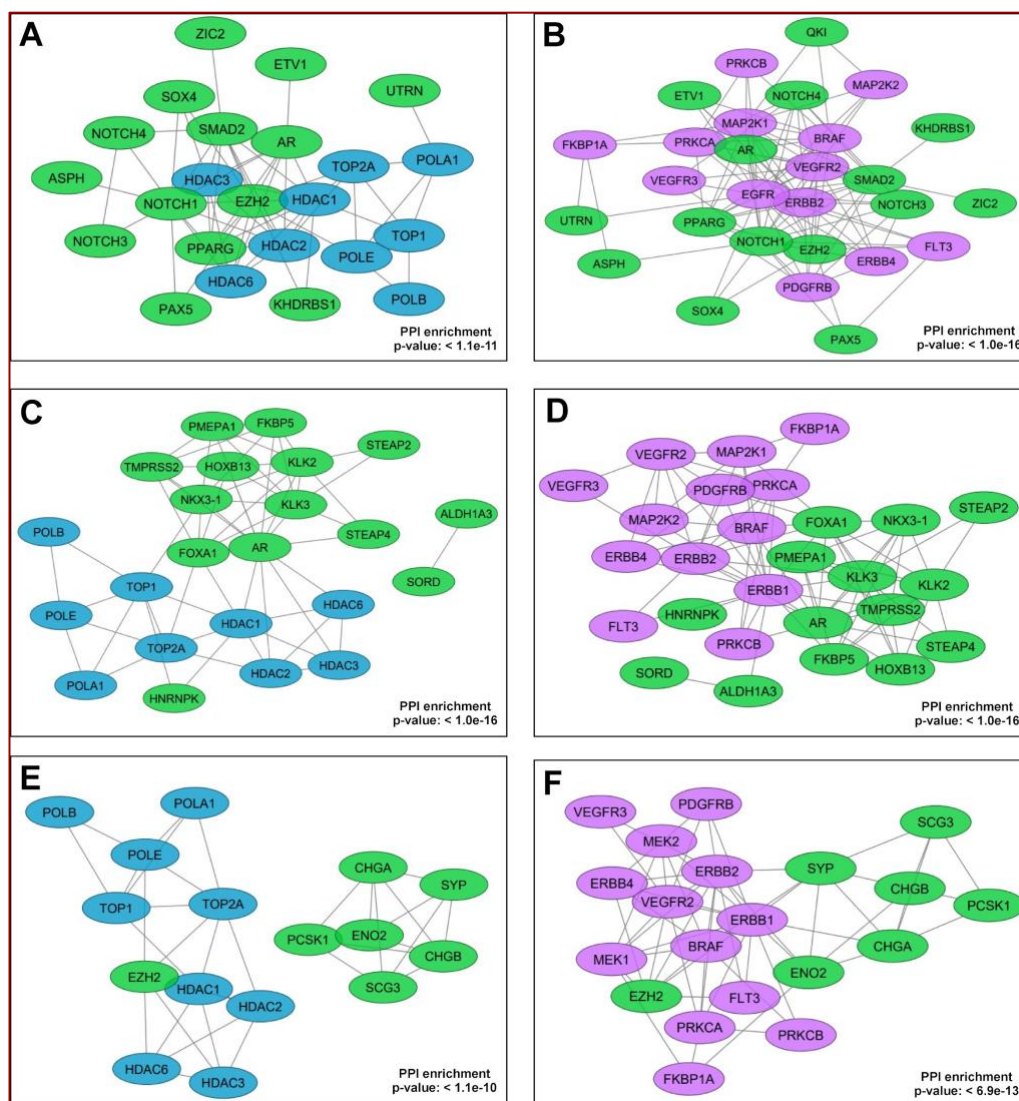 A
ZIC2
ETV1
UTRN
SOX4
NOTCH4
SMAD2
AR
TOP2A
POLA1
ASPH
HDAC3
NOTCH1
EZH2
HDAC1
NOTCH3
PPARG
HDAC2
TOP1
POLE
HDAC6
PAX5
KHDRBS1
POLB
PPI enrichment
p-value: < 1.1e-11
B
QKI
PRKCB
MAP2K2
ETV1
NOTCH4
MAP2K1
BRAF
KHDRBS1
FKBP1A
PRKCA
AR
VEGFR2
VEGFR3
SMAD2
EGFR
ERBB2
NOTCH3
ZIC2
UTRN
PPARG
NOTCH1
EZH2
FLT3
ASPH
ERBB4
PDGFRB
SOX4
PAX5
PPI enrichment
p-value: < 1.0e-16
C
PMEPA1
FKBP5
STEAP2
TMPRSS2
HOXB13
KLK2
NKX3-1
KLK3
ALDH1A3
POLB
FOXA1
AR
STEAP4
SORD
TOP1
POLE
HDAC6
HDAC1
TOP2A
POLA1
HDAC2
HDAC3
HNRNPK
PPI enrichment
p-value: < 1.0e-16
D
FKBP1A
VEGFR2
MAP2K1
VEGFR3
PDGFRB
PRKCA
STEAP2
MAP2K2
BRAF
FOXA1
NKX3-1
ERBB4
ERBB2
PMEPA1
KLK3
KLK2
ERBB1
TMPRSS2
FLT3
HNRNPK
AR
PRKCB
STEAP4
FKBP5
HOXB13
SORD
ALDH1A3
PPI enrichment
p-value: < 1.0e-16
E
POLB
POLA1
POLE
CHGA
SYP
TOP1
TOP2A
PCSK1
ENO2
CHGB
EZH2
HDAC1
SCG3
HDAC2
HDAC6
HDAC3
PPI enrichment
p-value: < 1.1e-10
F
VEGFR3
PDGFRB
SCG3
MEK2
ERBB2
SYP
ERBB4
CHGB
VEGFR2
PCSK1
ERBB1
MEK1
BRAF
CHGA
ENO2
EZH2
FLT3
PRKCA
PRKCB
FKBP1A
PPI enrichment
p-value: < 6.9e-13